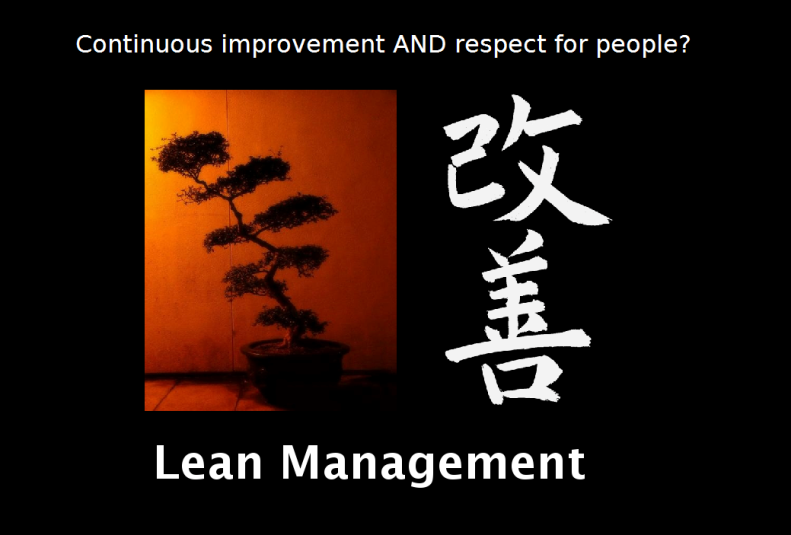 Continuous improvement AND respect for people?
改
善
Lean Management